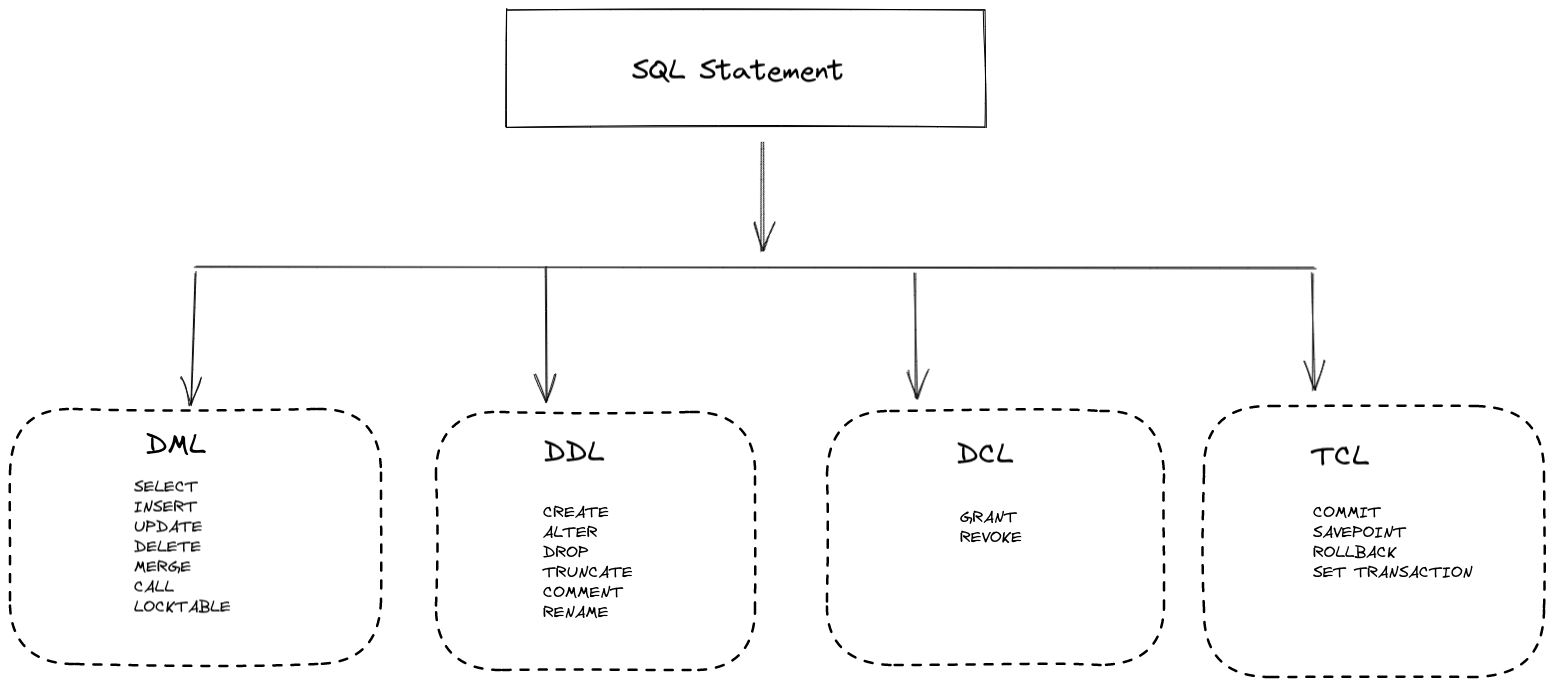 SQL Statement
DML
SELECT
INSERT
UPDATE
DELETE
MERGE
CALL
LOCKTABLE
DDL
CREATE
ALTER
DROP
TRUNCATE
COMMENT
RENAME
DCL
GRANT
REVOKE
TCL
COMMIT
SAVEPOINT
ROLLBACK
SET TRANSACTION